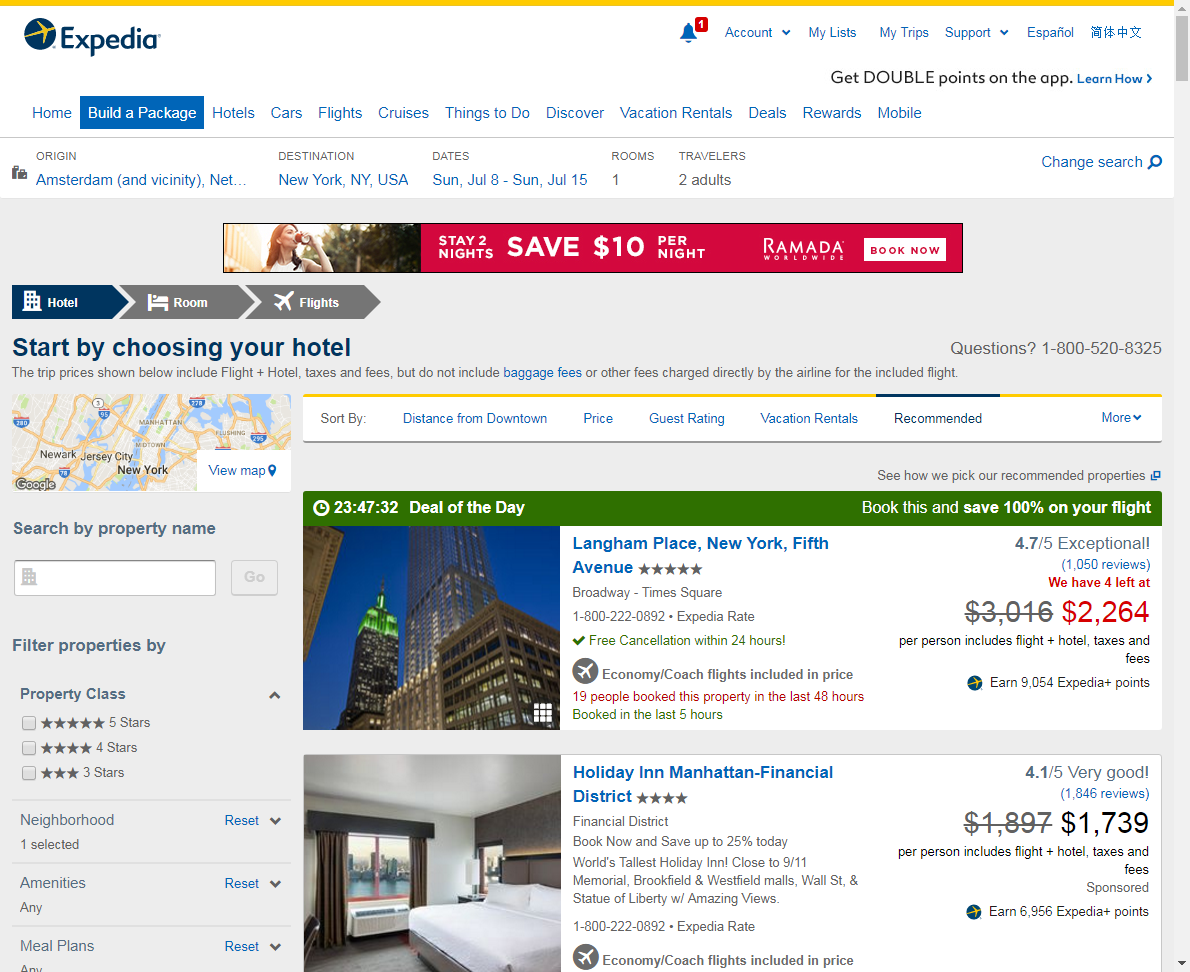 Expedia
1
Account
My Lists
My Trips
Support
Español
简体中文
Get DOUBLE points on the app. Learn How
Home
Build a Package
Hotels
Cars
Flights
Cruises
Things to Do
Discover
Vacation Rentals
Deals
Rewards
Mobile
ORIGIN
Amsterdam (and vicinity), Net...
DESTINATION
New York, NY, USA
DATES
Sun, Jul 8 - Sun, Jul 15
ROOMS
1
TRAVELERS
2 adults
Change search
STAY 2
NIGHTS
SAVE $10
PER
NIGHT
RAMADA
WORLDWIDE
BOOK NOW
Hotel
Room
Flights
Start by choosing your hotel
Questions? 1-800-520-8325
The trip prices shown below include Flight + Hotel, taxes and fees, but do not include baggage fees or other fees charged directly by the airline for the included flight.
280
3
95
278
MANHATTAN
FLUSHING
295
MIDTOWN
Newark
Jersey City
78
New York
Google
View map
Sort By:
Distance from Downtown
Price
Guest Rating
Vacation Rentals
Recommended
More
See how we pick our recommended properties
Search by property name
Go
Filter properties by
Property Class
5 Stars
4 Stars
3 Stars
Neighborhood
Reset
1 selected
Amenities
Reset
Any
Meal Plans
Reset
Any
23:47:32 Deal of the Day
Book this and save 100% on your flight
Langham Place, New York, Fifth
Avenue
Broadway - Times Square
1-800-222-0892 • Expedia Rate
Free Cancellation within 24 hours!
Economy/Coach flights included in price
19 people booked this property in the last 48 hours
Booked in the last 5 hours
4.7/5 Exceptional!
(1,050 reviews)
We have 4 left at
$3,016 $2,264
per person includes flight + hotel, taxes and
fees
Earn 9,054 Expedia+ points
Holiday Inn Manhattan-Financial
District
Financial District
Book Now and Save up to 25% today
World's Tallest Holiday Inn! Close to 9/11
Memorial, Brookfield & Westfield malls, Wall St, &
Statue of Liberty w/ Amazing Views.
1-800-222-0892 • Expedia Rate
Economy/Coach flights included in price
4.1/5 Very good!
(1,846 reviews)
$1,897 $1,739
per person includes flight + hotel, taxes and
fees
Sponsored
Earn 6,956 Expedia+ points